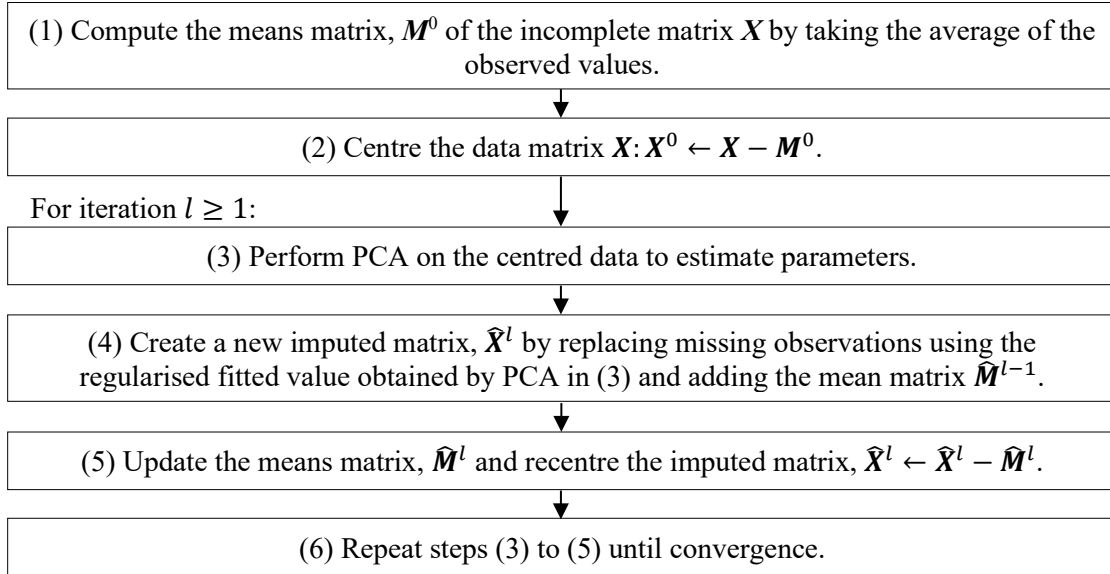 (1) Compute the means matrix, 𝑴⁰ of the incomplete matrix 𝑿 by taking the average of the
observed values.
(2) Centre the data matrix 𝑿: 𝑿⁰ ← 𝑿 − 𝑴⁰.
For iteration 𝑙 ≥ 1:
(3) Perform PCA on the centred data to estimate parameters.
(4) Create a new imputed matrix, 𝑿̂ˡ by replacing missing observations using the
regularised fitted value obtained by PCA in (3) and adding the mean matrix 𝑴̂ˡ⁻¹.
(5) Update the means matrix, 𝑴̂ˡ and recentre the imputed matrix, 𝑿̂ˡ ← 𝑿̂ˡ − 𝑴̂ˡ.
(6) Repeat steps (3) to (5) until convergence.